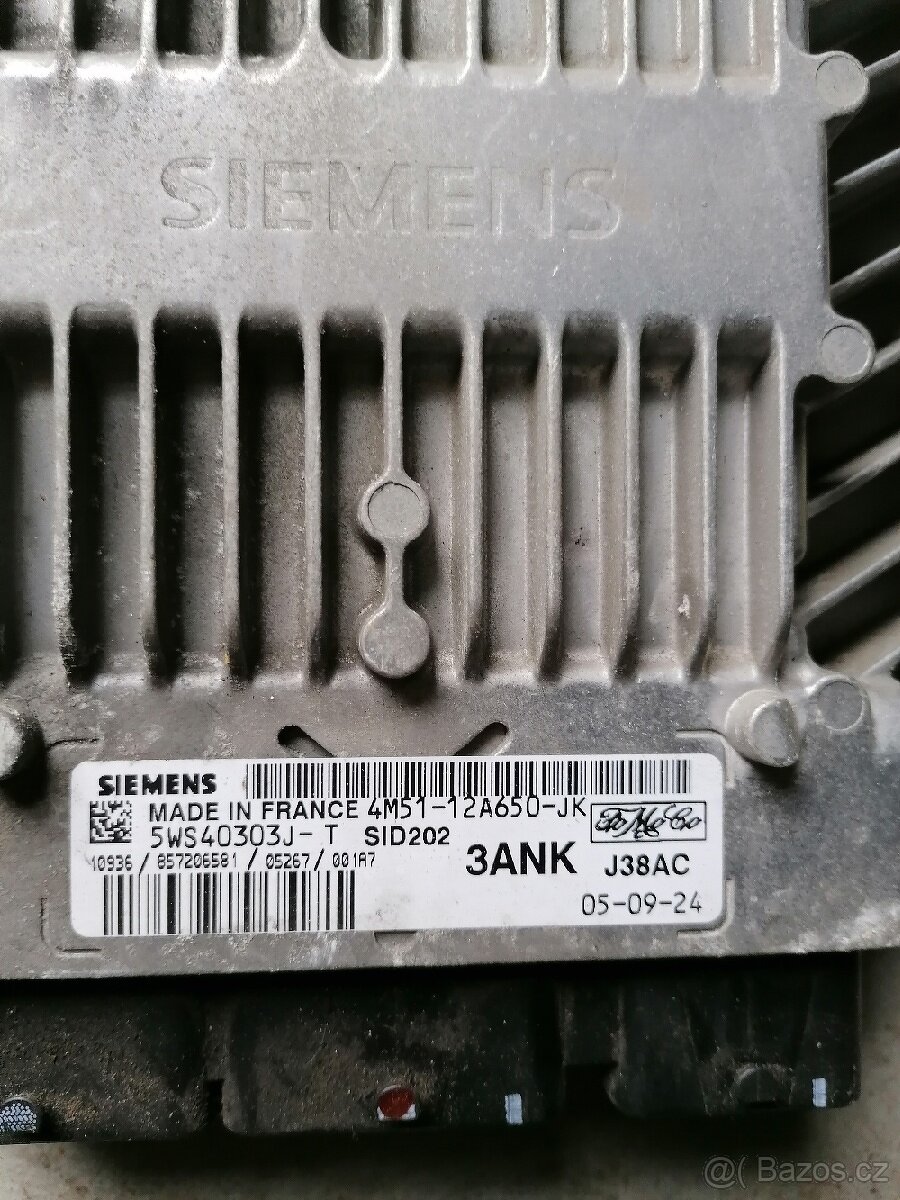 SIEMENS
SIEMENS
MADE IN FRANCE 4M51-12A650-JK
5WS40303J-T SID202
10936/857206581/05267/001A7
3ANK J38AC
05-09-24
@( Bazos.cz